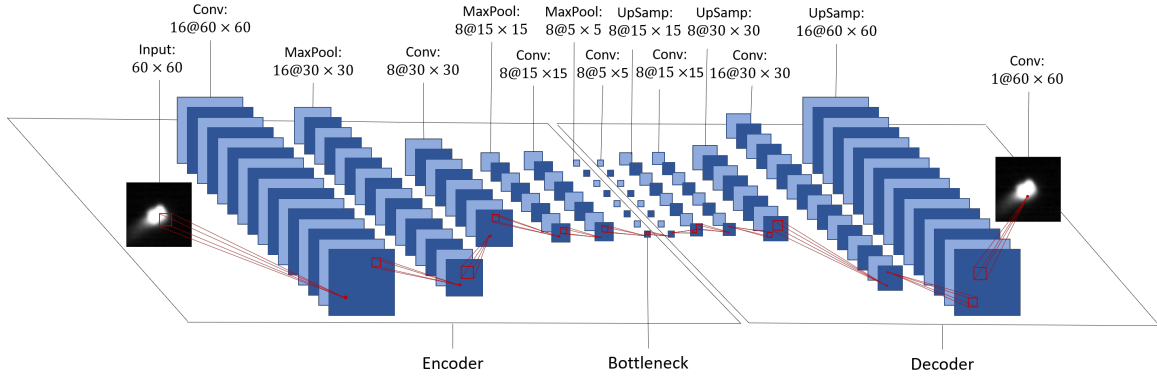 Input:
60 × 60
Conv:
16@60 × 60
MaxPool:
16@30 × 30
Conv:
8@30 × 30
MaxPool:
8@15 × 15
Conv:
8@15 ×15
MaxPool:
8@5 × 5
Conv:
8@5 ×5
UpSamp:
8@15 × 15
Conv:
8@15 ×15
UpSamp:
8@30 × 30
Conv:
16@30 × 30
UpSamp:
16@60 × 60
Conv:
1@60 × 60
Encoder
Bottleneck
Decoder